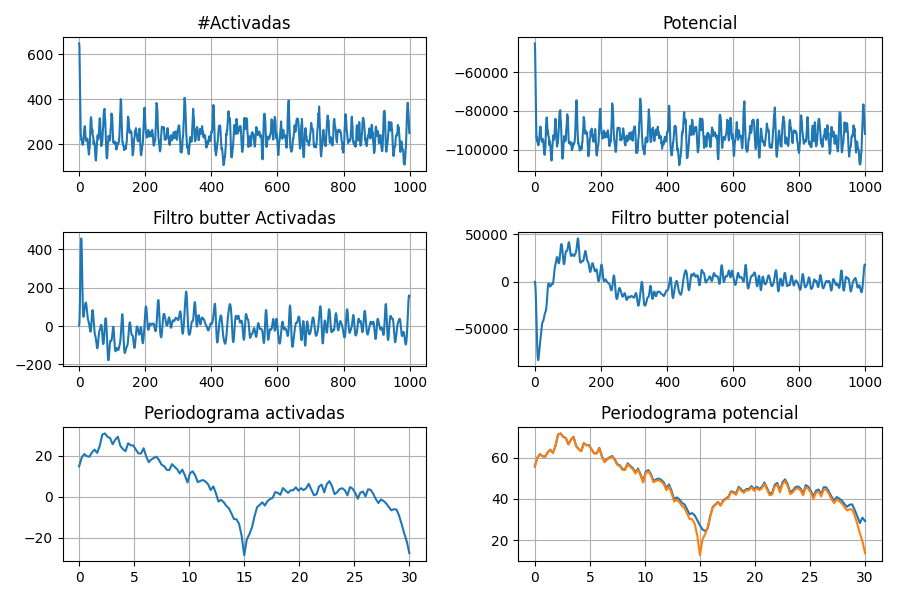 #Activadas
600
400
200
0 200 400 600 800 1000
Potencial
−60000
−80000
−100000
0 200 400 600 800 1000
Filtro butter Activadas
400
200
0
−200
0 200 400 600 800 1000
Filtro butter potencial
50000
0
−50000
0 200 400 600 800 1000
Periodograma activadas
20
0
−20
0 5 10 15 20 25 30
Periodograma potencial
60
40
20
0 5 10 15 20 25 30